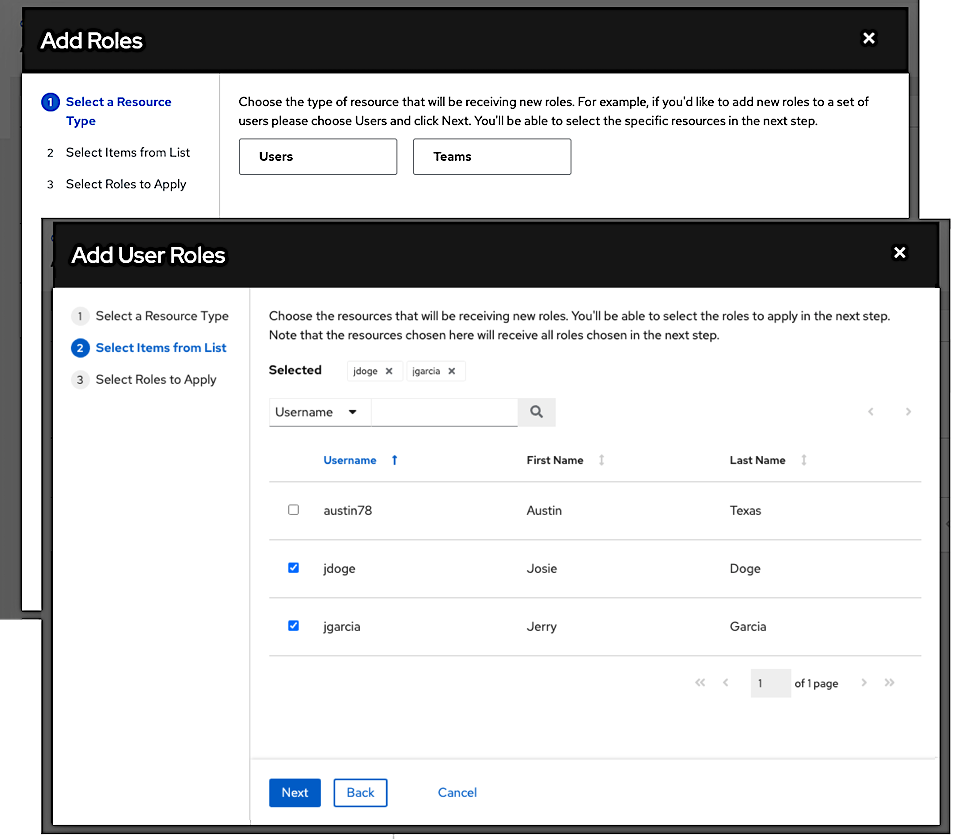 Add Roles
1 Select a Resource
Type
2 Select Items from List
3 Select Roles to Apply
Choose the type of resource that will be receiving new roles. For example, if you'd like to add new roles to a set of
users please choose Users and click Next. You'll be able to select the specific resources in the next step.
Users Teams
Add User Roles
1 Select a Resource Type
2 Select Items from List
3 Select Roles to Apply
Choose the resources that will be receiving new roles. You'll be able to select the roles to apply in the next step.
Note that the resources chosen here will receive all roles chosen in the next step.
Selected jdoge jgarcia
Username
Username First Name Last Name
austin78 Austin Texas
jdoge Josie Doge
jgarcia Jerry Garcia
1 of 1 page
Next Back Cancel